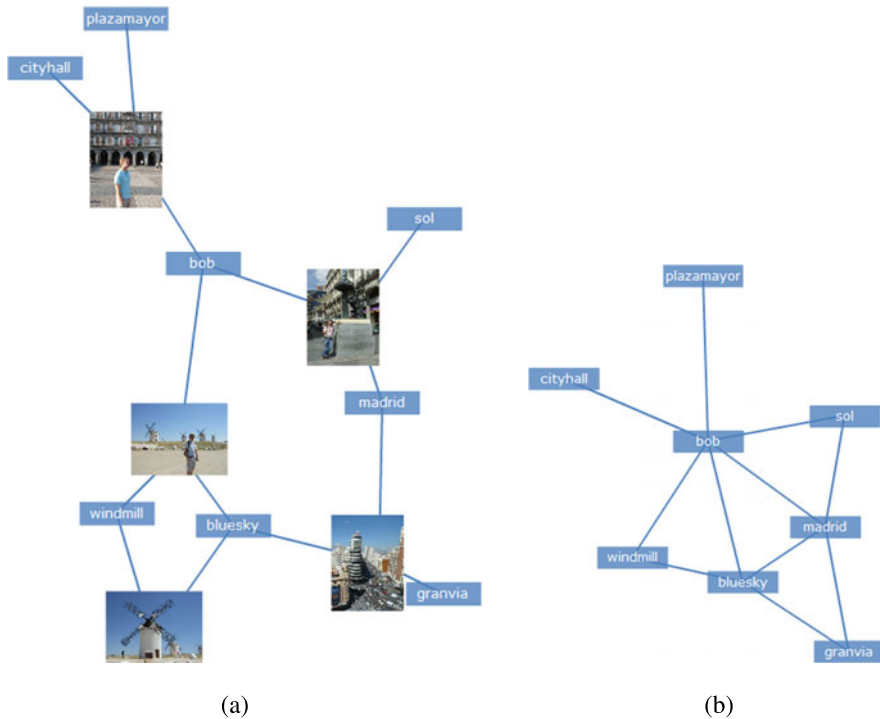 plazamayor
cityhall
sol
bob
madrid
windmill
bluesky
granvia
(a)
plazamayor
cityhall
sol
bob
madrid
windmill
bluesky
granvia
(b)